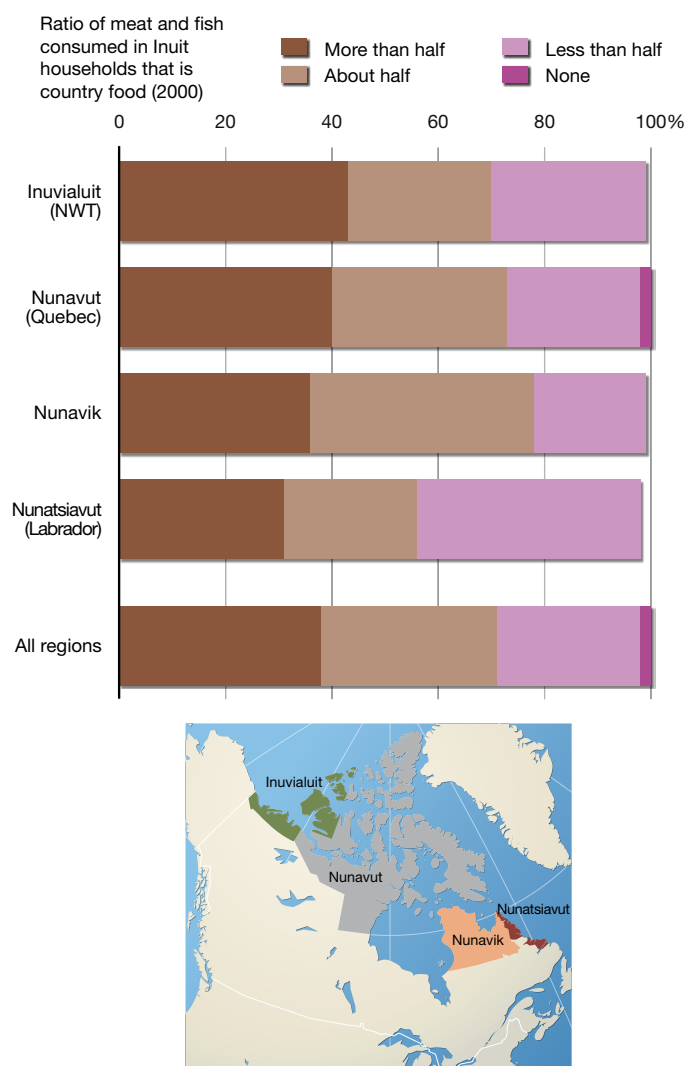 Ratio of meat and fish
consumed in Inuit
households that is
country food (2000)
More than half
Less than half
About half
None
0 20 40 60 80 100%
Inuvialuit
(NWT)
Nunavut
(Quebec)
Nunavik
Nunatsiavut
(Labrador)
All regions
Inuvialuit
Nunavut
Nunatsiavut
Nunavik